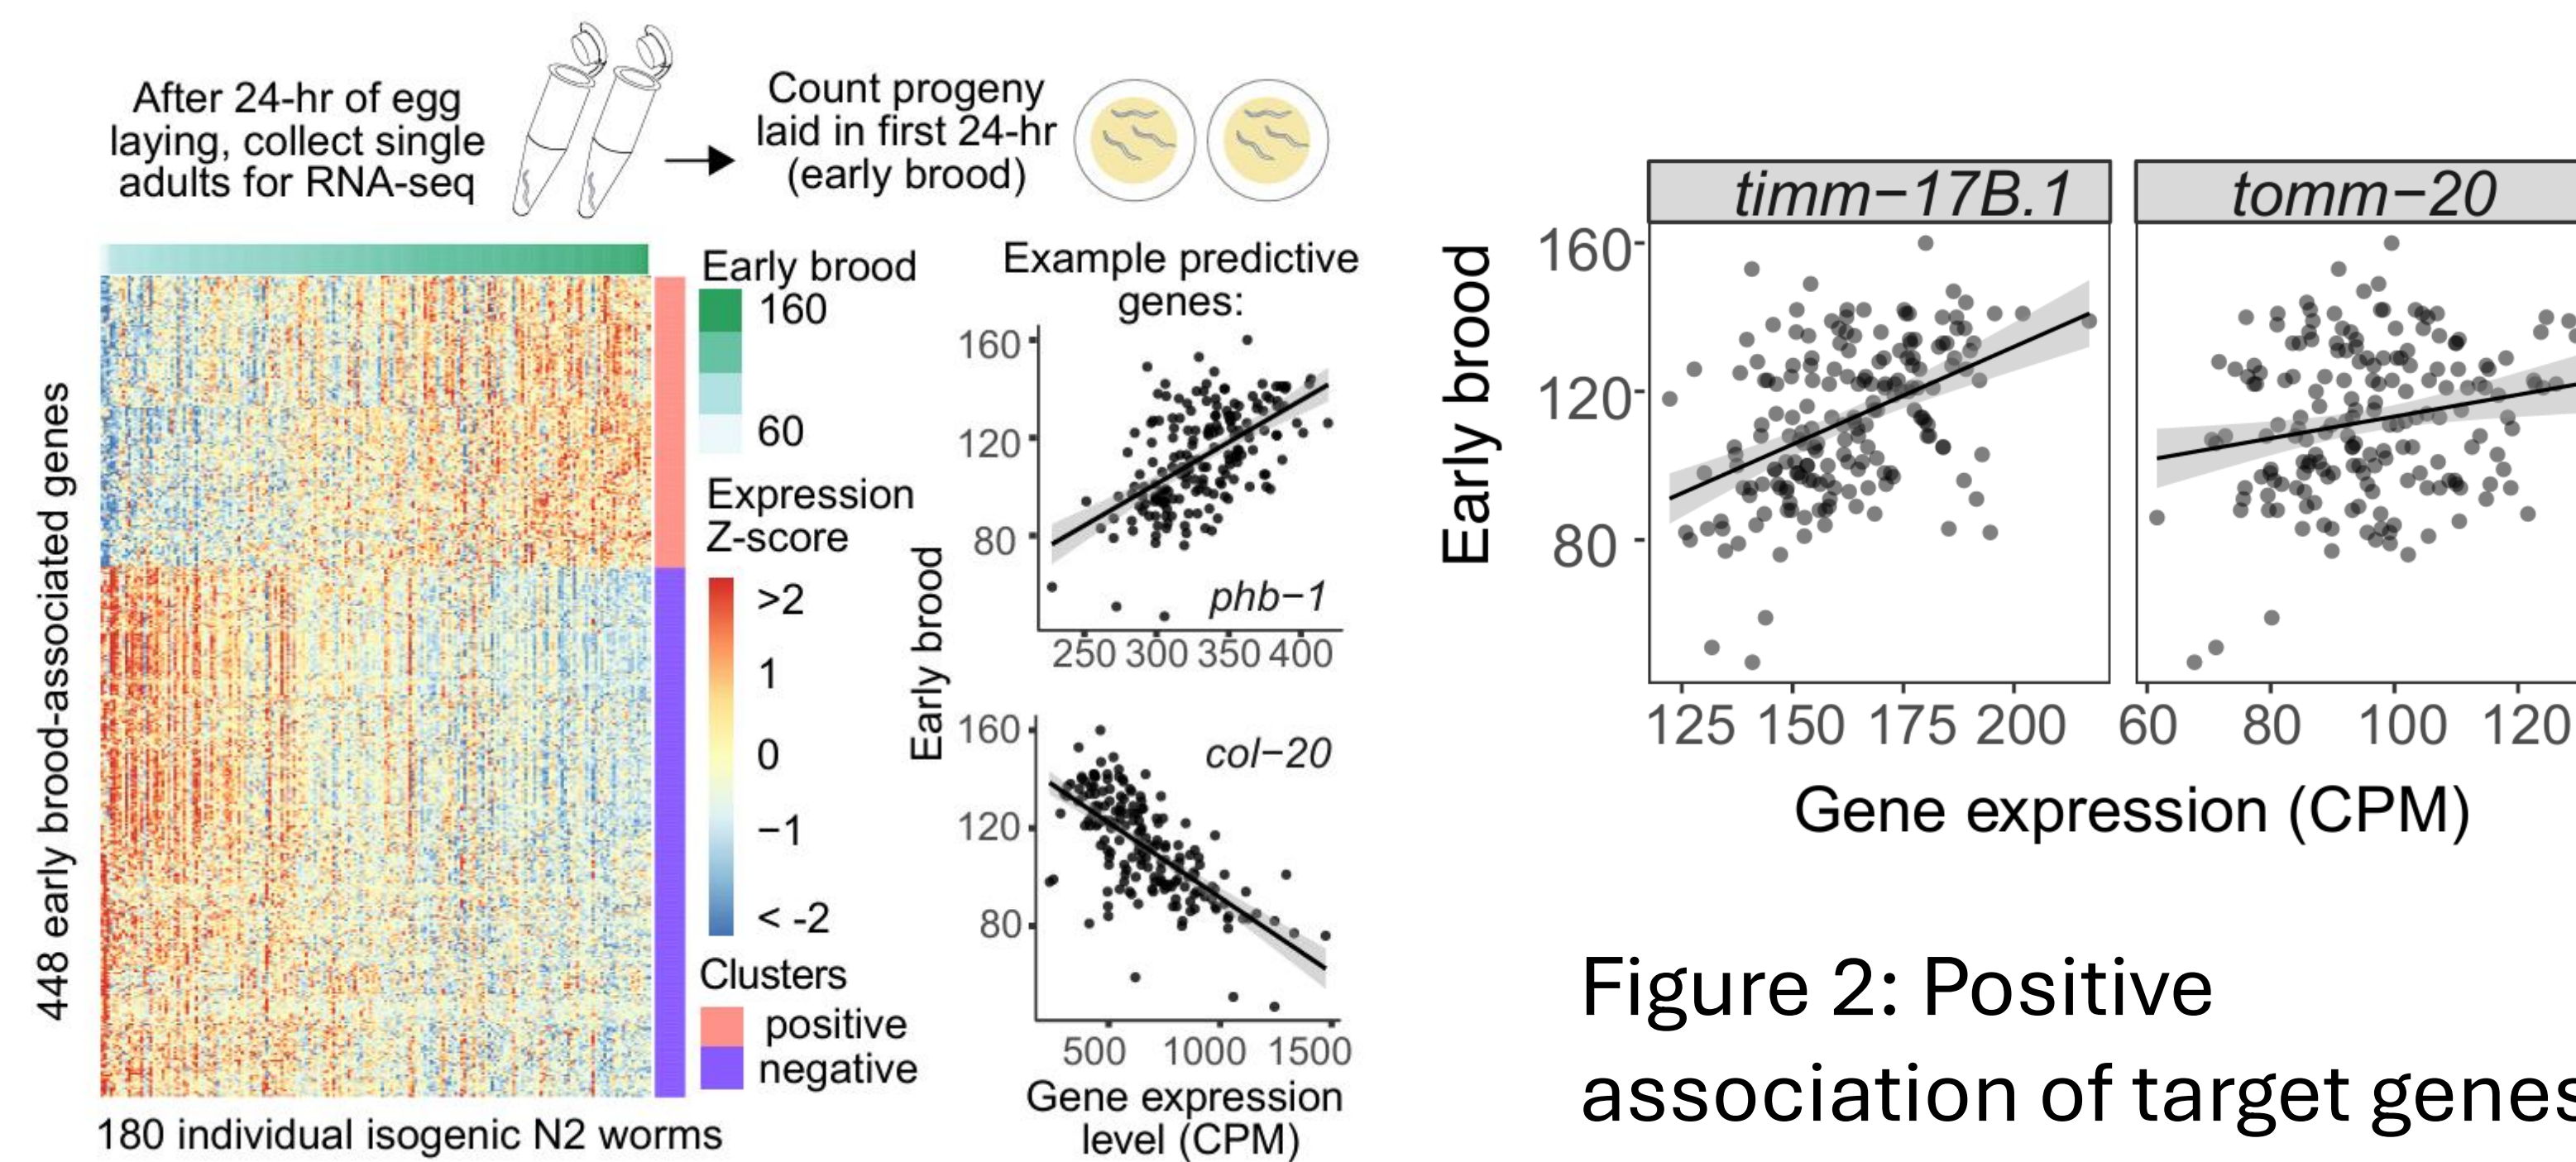 After 24-hr of egg
laying, collect single
adults for RNA-seq
Count progeny
laid in first 24-hr
(early brood)
448 early brood-associated genes
180 individual isogenic N2 worms
Early brood
160
60
Expression
Z-score
>2
1
0
−1
< -2
Clusters
positive
negative
Example predictive
genes:
Early brood
160
120
80
phb−1
250 300 350 400
160
120
80
col−20
500 1000 1500
Gene expression
level (CPM)
timm−17B.1
tomm−20
Early brood
160
120
80
125 150 175 200
60 80 100 120
Gene expression (CPM)
Figure 2: Positive
association of target genes